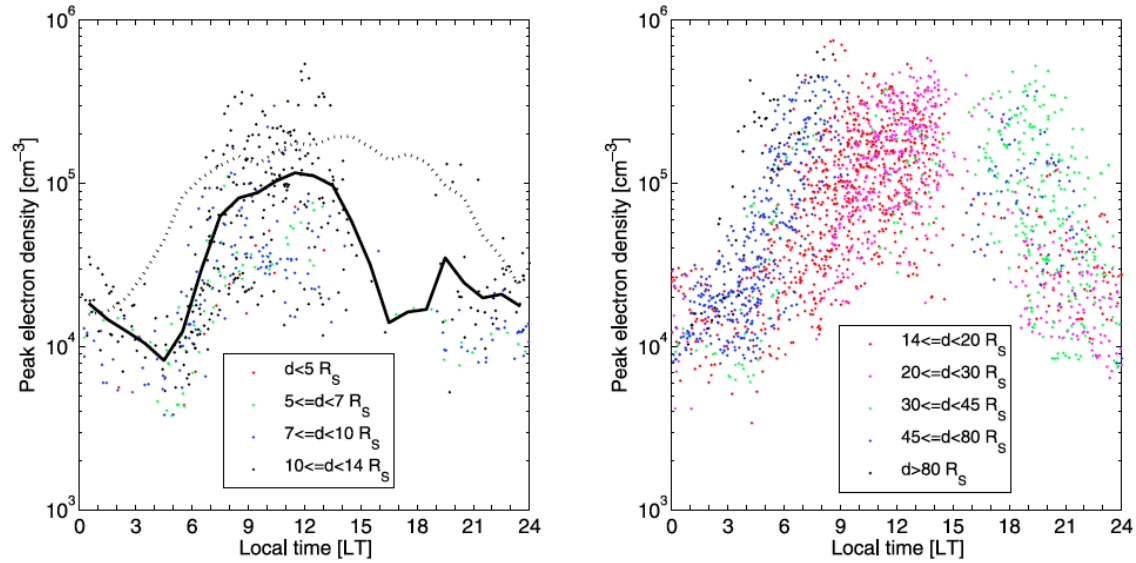 10^6
10^5
10^4
10^3
Peak electron density [cm^−3]
0 3 6 9 12 15 18 21 24
Local time [LT]
d<5 R_S
5<=d<7 R_S
7<=d<10 R_S
10<=d<14 R_S
10^6
10^5
10^4
10^3
Peak electron density [cm^−3]
0 3 6 9 12 15 18 21 24
Local time [LT]
14<=d<20 R_S
20<=d<30 R_S
30<=d<45 R_S
45<=d<80 R_S
d>80 R_S